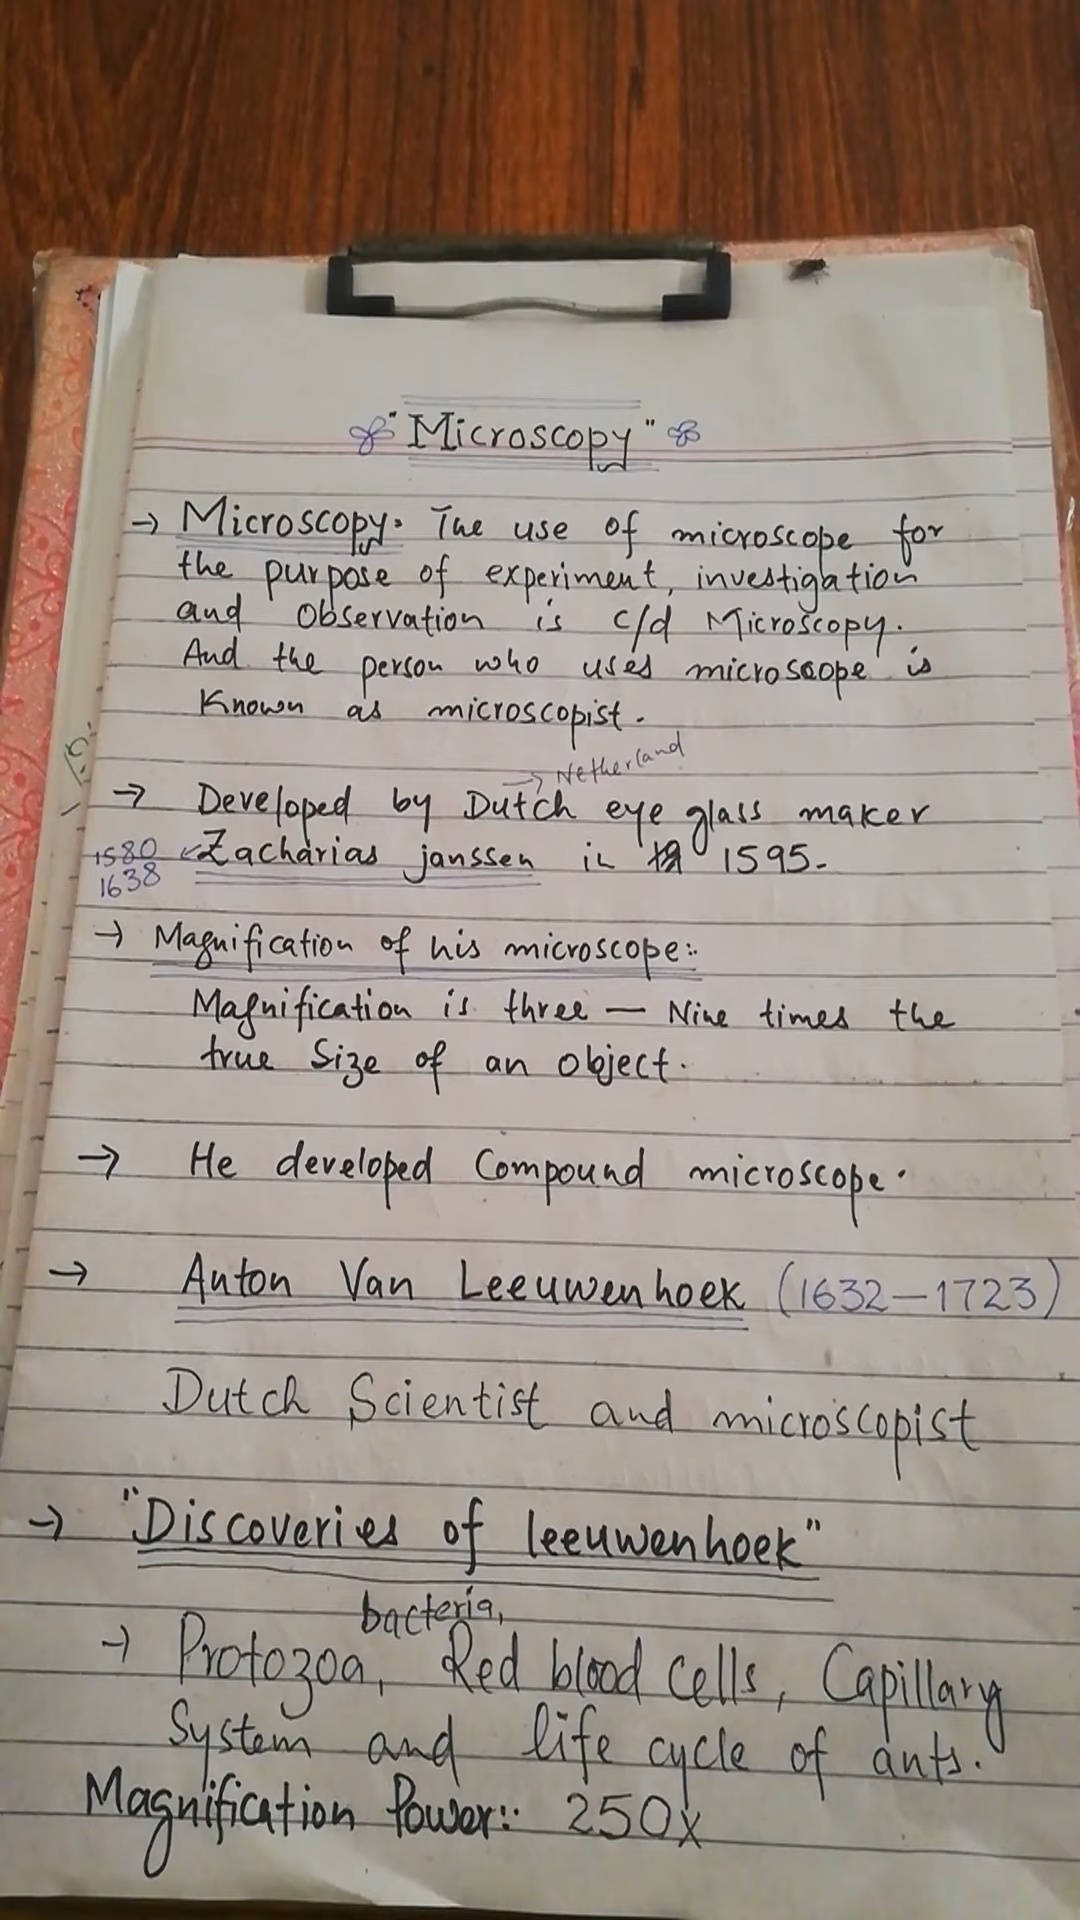 "Microscopy"
→ Microscopy: The use of microscope for
the purpose of experiment, investigation
and observation is c/d Microscopy.
And the person who uses microscope is
Known as microscopist.
→ Netherland
→ Developed by Dutch eye glass maker
1580 Zacharias janssen in 1595.
1638
→ Magnification of his microscope:
Magnification is three — Nine times the
true Size of an object.
→ He developed Compound microscope.
→ Anton Van Leeuwenhoek (1632-1723)
Dutch Scientist and microscopist
→ "Discoveries of leeuwenhoek"
bacteria,
→ Protozoa, Red blood Cells, Capillary
System and life cycle of ants.
Magnification Power:: 250x